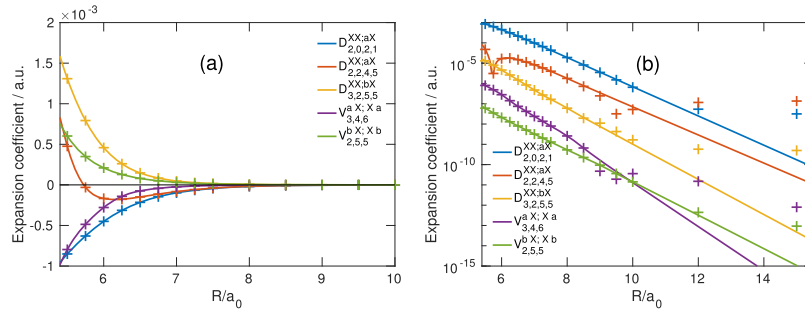 ×10⁻³
2
1.5
1
0.5
0
-0.5
-1
Expansion coefficient / a.u.
6 7 8 9 10
R/a₀
(a)
D^{XX;aX}_{2,0,2,1}
D^{XX;aX}_{2,2,4,5}
D^{XX;bX}_{3,2,5,5}
V^{a X; X a}_{3,4,6}
V^{b X; X b}_{2,5,5}
10⁻⁵
10⁻¹⁰
10⁻¹⁵
Expansion coefficient / a.u.
6 8 10 12 14
R/a₀
(b)
D^{XX;aX}_{2,0,2,1}
D^{XX;aX}_{2,2,4,5}
D^{XX;bX}_{3,2,5,5}
V^{a X; X a}_{3,4,6}
V^{b X; X b}_{2,5,5}